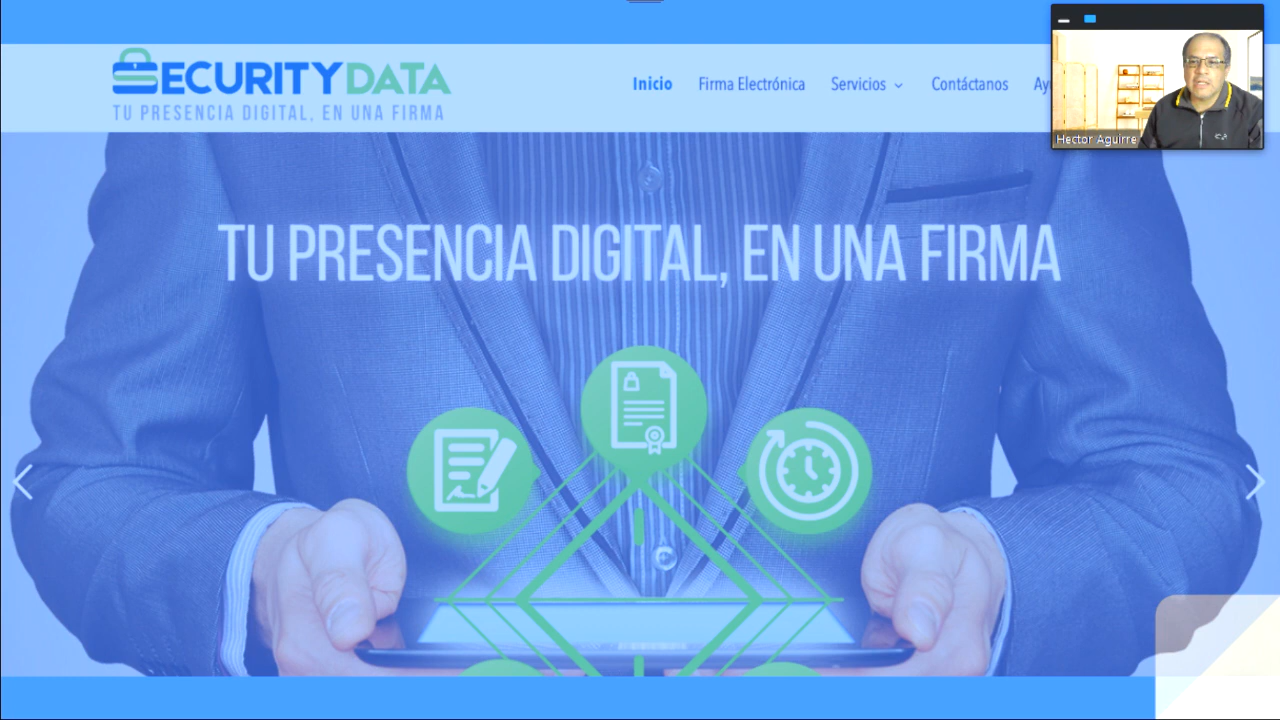 SECURITYDATA
TU PRESENCIA DIGITAL, EN UNA FIRMA
Inicio Firma Electrónica Servicios Contáctanos
Hector Aguirre
TU PRESENCIA DIGITAL, EN UNA FIRMA